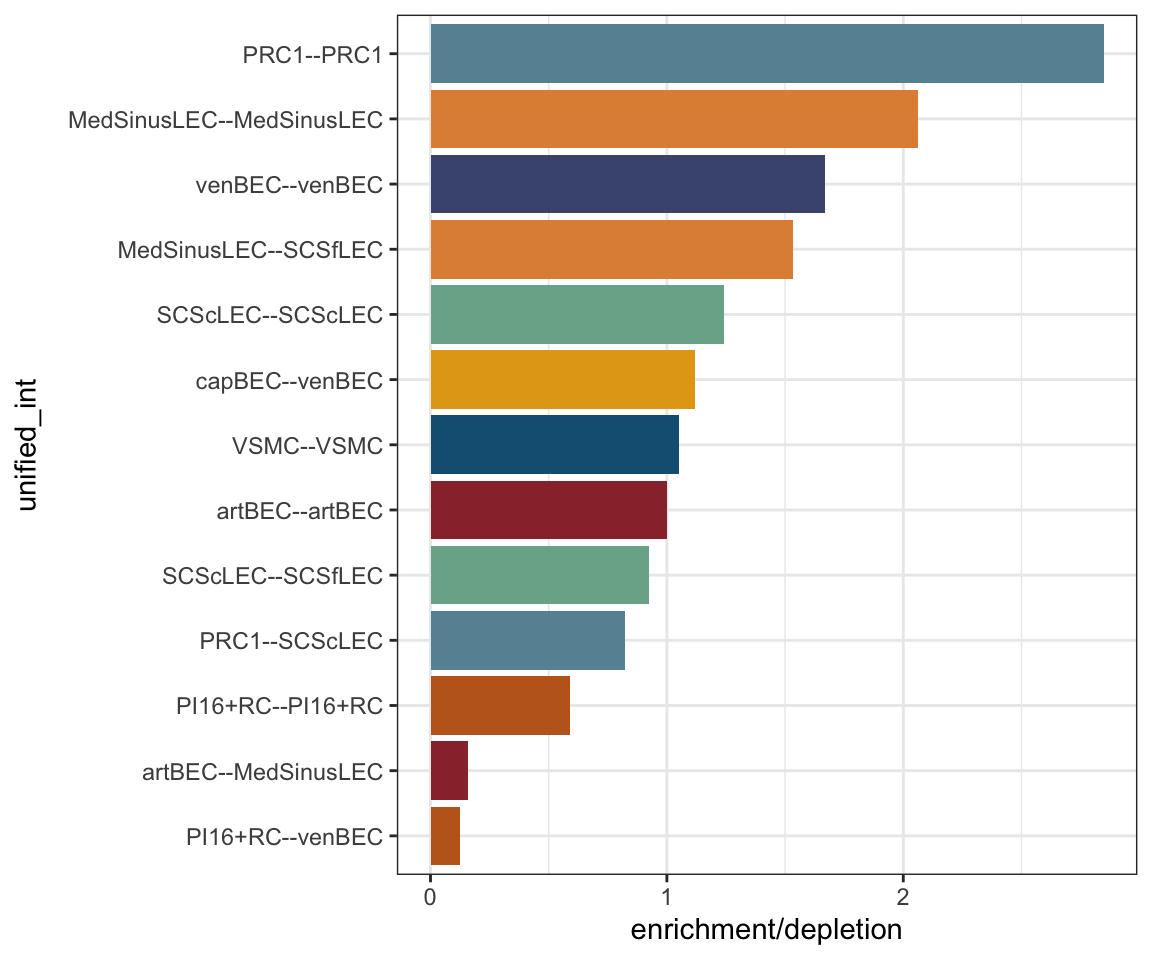 PRC1--PRC1
MedSinusLEC--MedSinusLEC
venBEC--venBEC
MedSinusLEC--SCSfLEC
SCScLEC--SCScLEC
capBEC--venBEC
VSMC--VSMC
artBEC--artBEC
SCScLEC--SCSfLEC
PRC1--SCScLEC
PI16+RC--PI16+RC
artBEC--MedSinusLEC
PI16+RC--venBEC
unified_int
0 1 2
enrichment/depletion